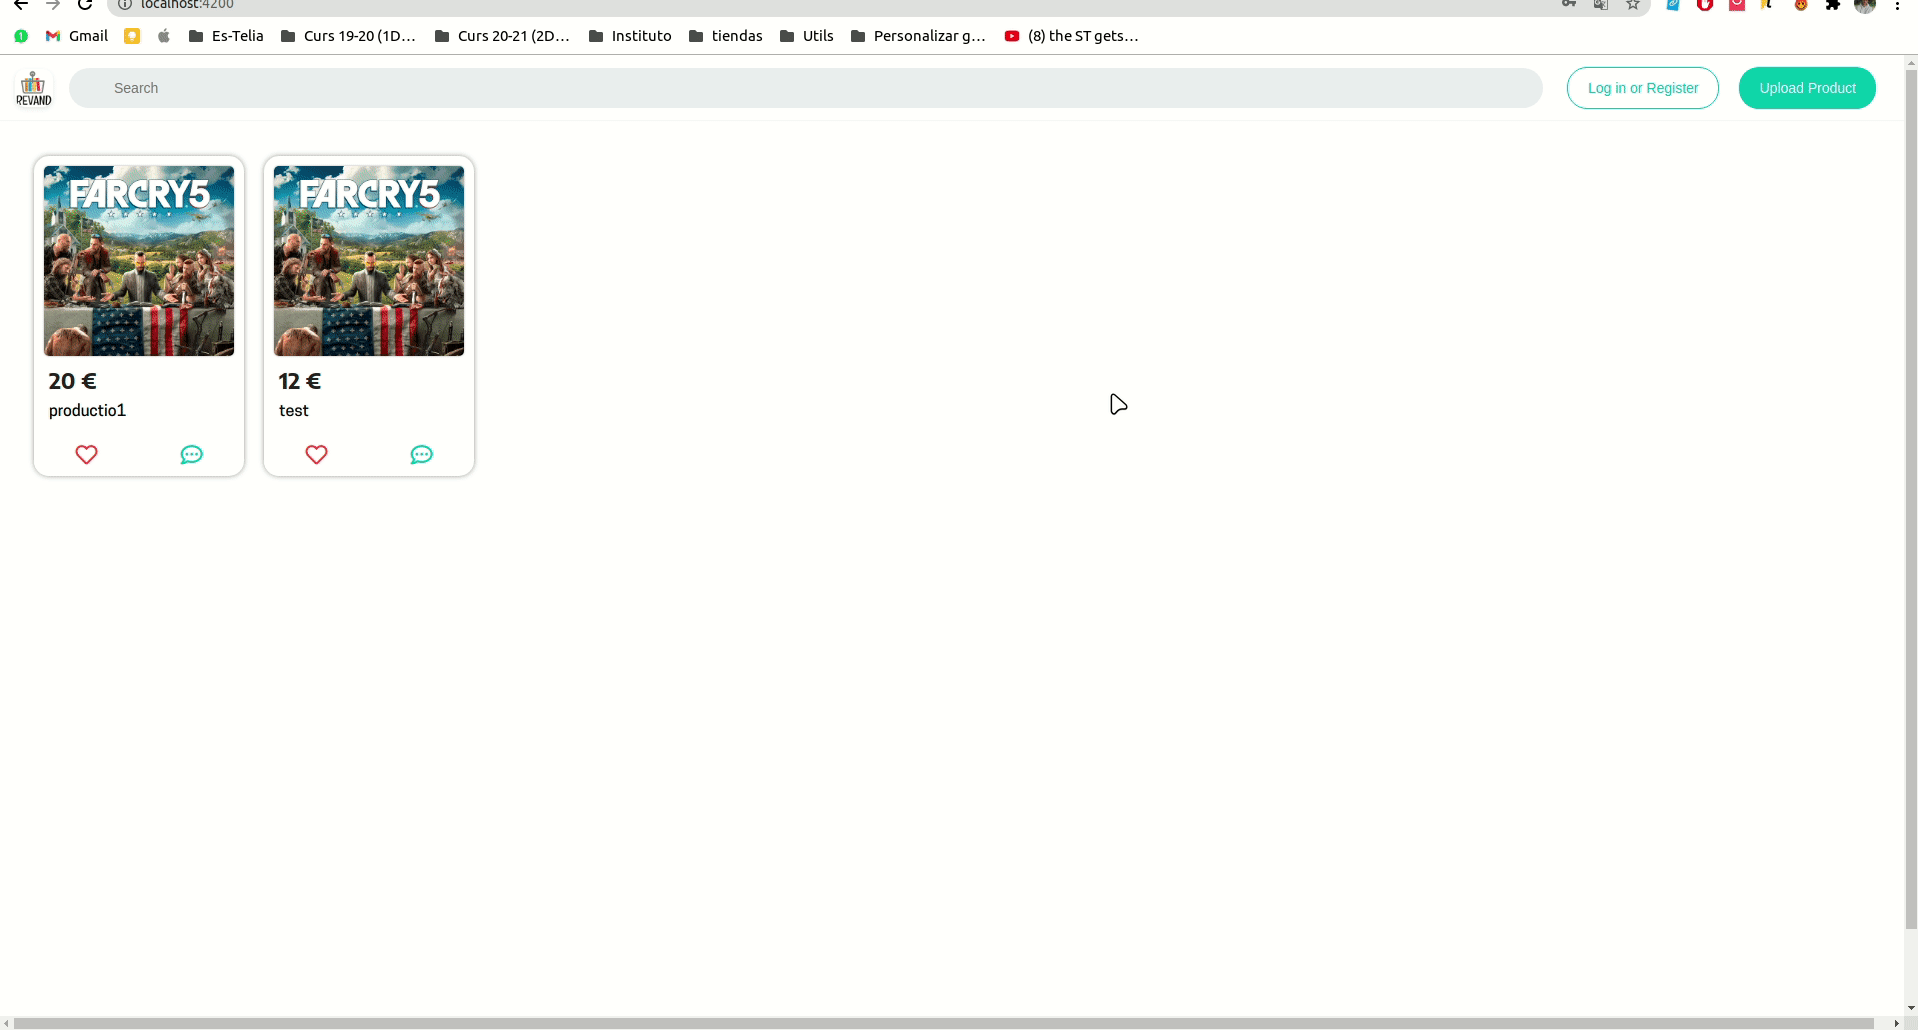 localhost:4200
Gmail Es-Telia Curs 19-20 (1D... Curs 20-21 (2D... Instituto tiendas Utils Personalizar g... (8) the ST gets...
REVAND
Search
Log in or Register
Upload Product
FARCRY5
FARCRY5
20 €
12 €
productio1
test